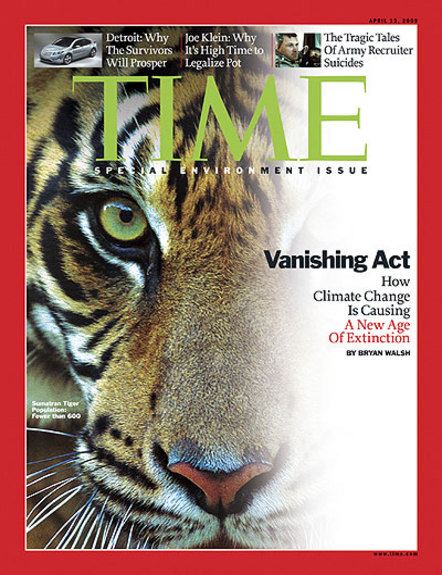 APRIL 13, 2009
Detroit: Why
The Survivors
Will Prosper
Joe Klein: Why
It's High Time to
Legalize Pot
The Tragic Tales
Of Army Recruiter
Suicides
TIME
SPECIAL ENVIRONMENT ISSUE
Vanishing Act
How
Climate Change
Is Causing
A New Age
Of Extinction
BY BRYAN WALSH
Sumatran Tiger
Population:
Fewer than 600
www.time.com